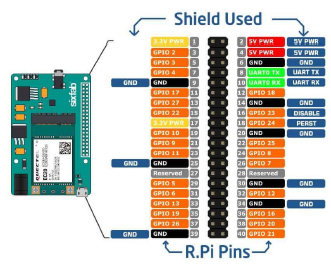 Shield Used
3.3V PWR 1 2 5V PWR 5V PWR
GPIO 2 3 4 5V PWR 5V PWR
GPIO 3 5 6 GND GND
GPIO 4 7 8 UART0 TX UART TX
GND GND 9 10 UART0 RX UART RX
GPIO 17 11 12 GPIO 18
GPIO 27 13 14 GND GND
GPIO 22 15 16 GPIO 23 DISABLE
3.3V PWR 17 18 GPIO 24 PERST
GPIO 10 19 20 GND GND
GPIO 9 21 22 GPIO 25
GPIO 11 23 24 GPIO 8
GND GND 25 26 GPIO 7
Reserved 27 28 Reserved
GPIO 5 29 30 GND GND
GPIO 6 31 32 GPIO 12
GPIO 13 33 34 GND GND
GPIO 19 35 36 GPIO 16
GPIO 26 37 38 GPIO 20
GND GND 39 40 GPIO 21
R.Pi Pins
sixfab
QUECTEL
EC25